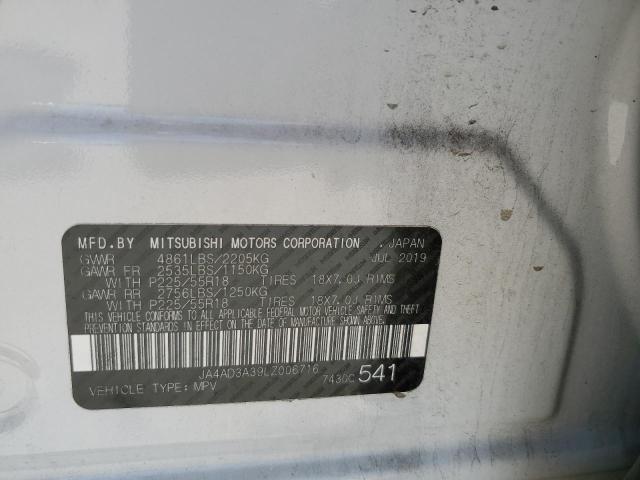 MFD.BY MITSUBISHI MOTORS CORPORATION . JAPAN
GVWR 4861LBS/2205KG JUL 2019
GAWR FR 2535LBS/1150KG
WITH P225/55R18 TIRES 18X7.0J RIMS
GAWR RR 2756LBS/1250KG
WITH P225/55R18 TIRES 18X7.0J RIMS
THIS VEHICLE CONFORMS TO ALL APPLICABLE FEDERAL MOTOR VEHICLE SAFETY AND THEFT
PREVENTION STANDARDS IN EFFECT ON THE DATE OF MANUFACTURE SHOWN ABOVE.
JA4AD3A39LZ006716 7430C 541
VEHICLE TYPE: MPV